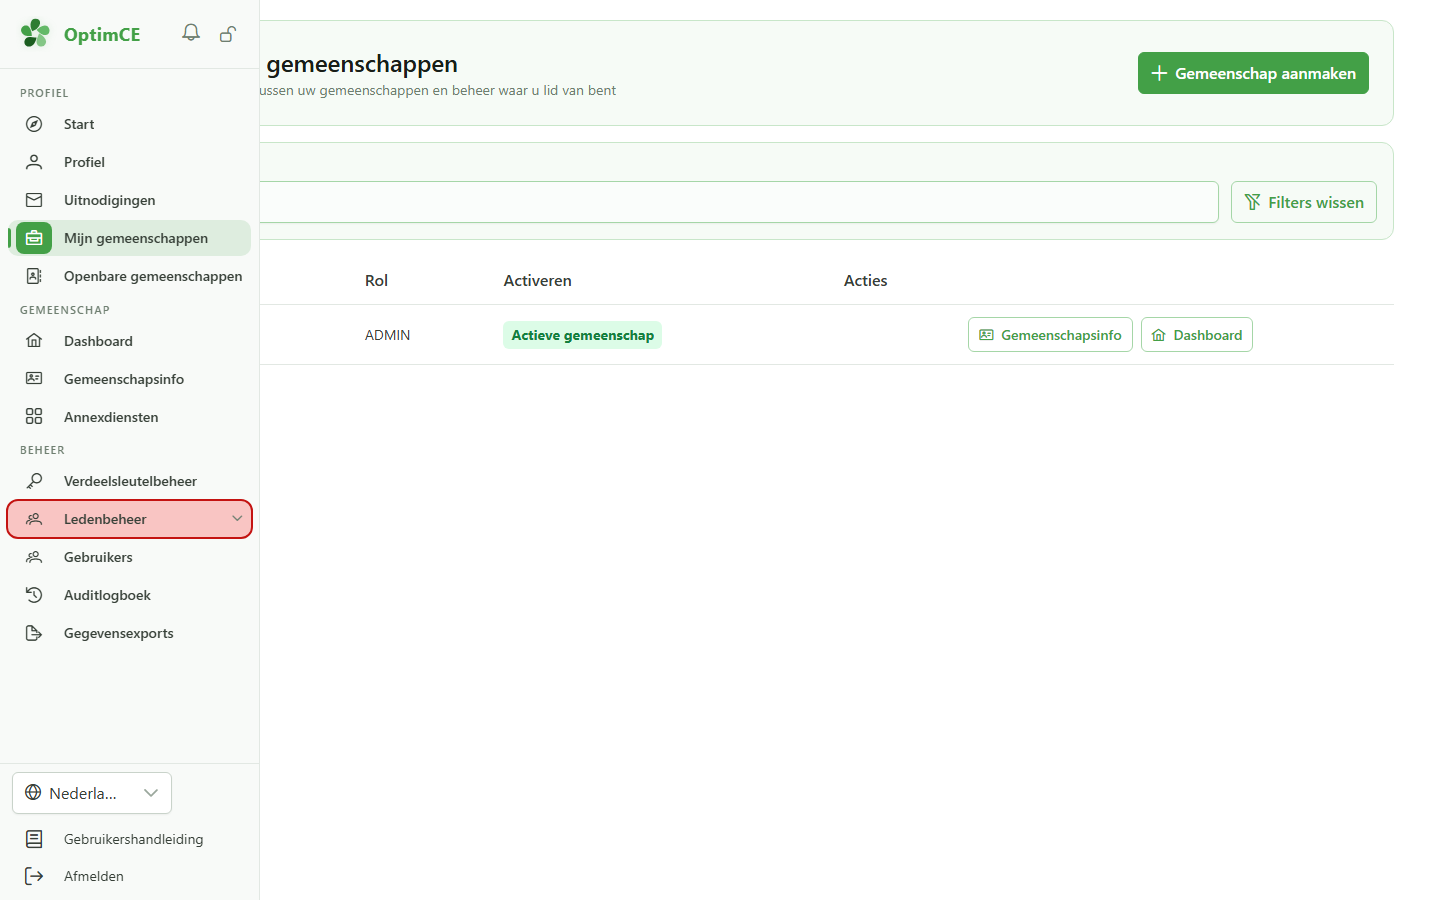 OptimCE
PROFIEL
Start
Profiel
Uitnodigingen
Mijn gemeenschappen
Openbare gemeenschappen
GEMEENSCHAP
Dashboard
Gemeenschapsinfo
Annexdiensten
BEHEER
Verdeelsleutelbeheer
Ledenbeheer
Gebruikers
Auditlogboek
Gegevensexports
Nederla...
Gebruikershandleiding
Afmelden
gemeenschappen
ussen uw gemeenschappen en beheer waar u lid van bent
Gemeenschap aanmaken
Filters wissen
Rol Activeren Acties
ADMIN Actieve gemeenschap Gemeenschapsinfo Dashboard